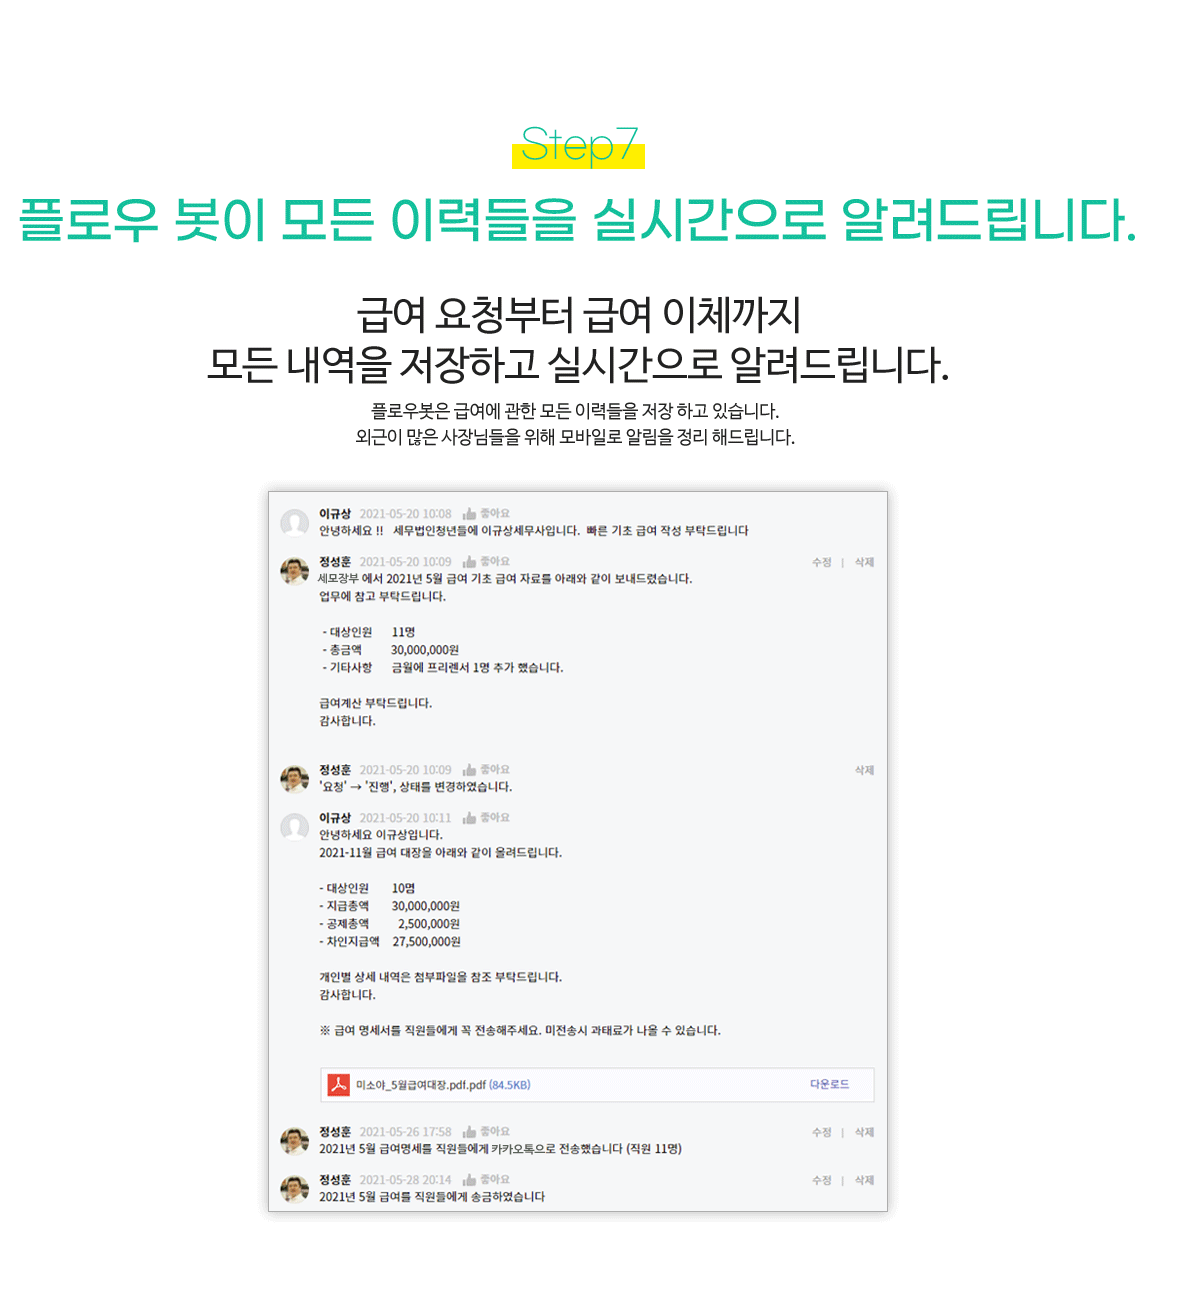 Step7
플로우 봇이 모든 이력들을 실시간으로 알려드립니다.
급여 요청부터 급여 이체까지
모든 내역을 저장하고 실시간으로 알려드립니다.
플로우봇은 급여에 관한 모든 이력들을 저장 하고 있습니다.
외근이 많은 사장님들을 위해 모바일로 알림을 정리 해드립니다.
이규상 2021-05-20 10:08 좋아요
안녕하세요 !! 세무법인청년들에 이규상세무사입니다. 빠른 기초 급여 작성 부탁드립니다
정성훈 2021-05-20 10:09 좋아요 수정 | 삭제
세모장부 에서 2021년 5월 급여 기초 급여 자료를 아래와 같이 보내드렸습니다.
업무에 참고 부탁드립니다.
- 대상인원 11명
- 총금액 30,000,000원
- 기타사항 금월에 프리렌서 1명 추가 했습니다.
급여계산 부탁드립니다.
감사합니다.
정성훈 2021-05-20 10:09 좋아요 삭제
'요청' → '진행', 상태를 변경하였습니다.
이규상 2021-05-20 10:11 좋아요
안녕하세요 이규상입니다.
2021-11월 급여 대장을 아래와 같이 올려드립니다.
- 대상인원 10명
- 지급총액 30,000,000원
- 공제총액 2,500,000원
- 차인지급액 27,500,000원
개인별 상세 내역은 첨부파일을 참조 부탁드립니다.
감사합니다.
※ 급여 명세서를 직원들에게 꼭 전송해주세요. 미전송시 과태료가 나올 수 있습니다.
미소야_5월급여대장.pdf.pdf (84.5KB) 다운로드
정성훈 2021-05-26 17:58 좋아요 수정 | 삭제
2021년 5월 급여명세를 직원들에게 카카오톡으로 전송했습니다 (직원 11명)
정성훈 2021-05-28 20:14 좋아요 수정 | 삭제
2021년 5월 급여를 직원들에게 송금하였습니다